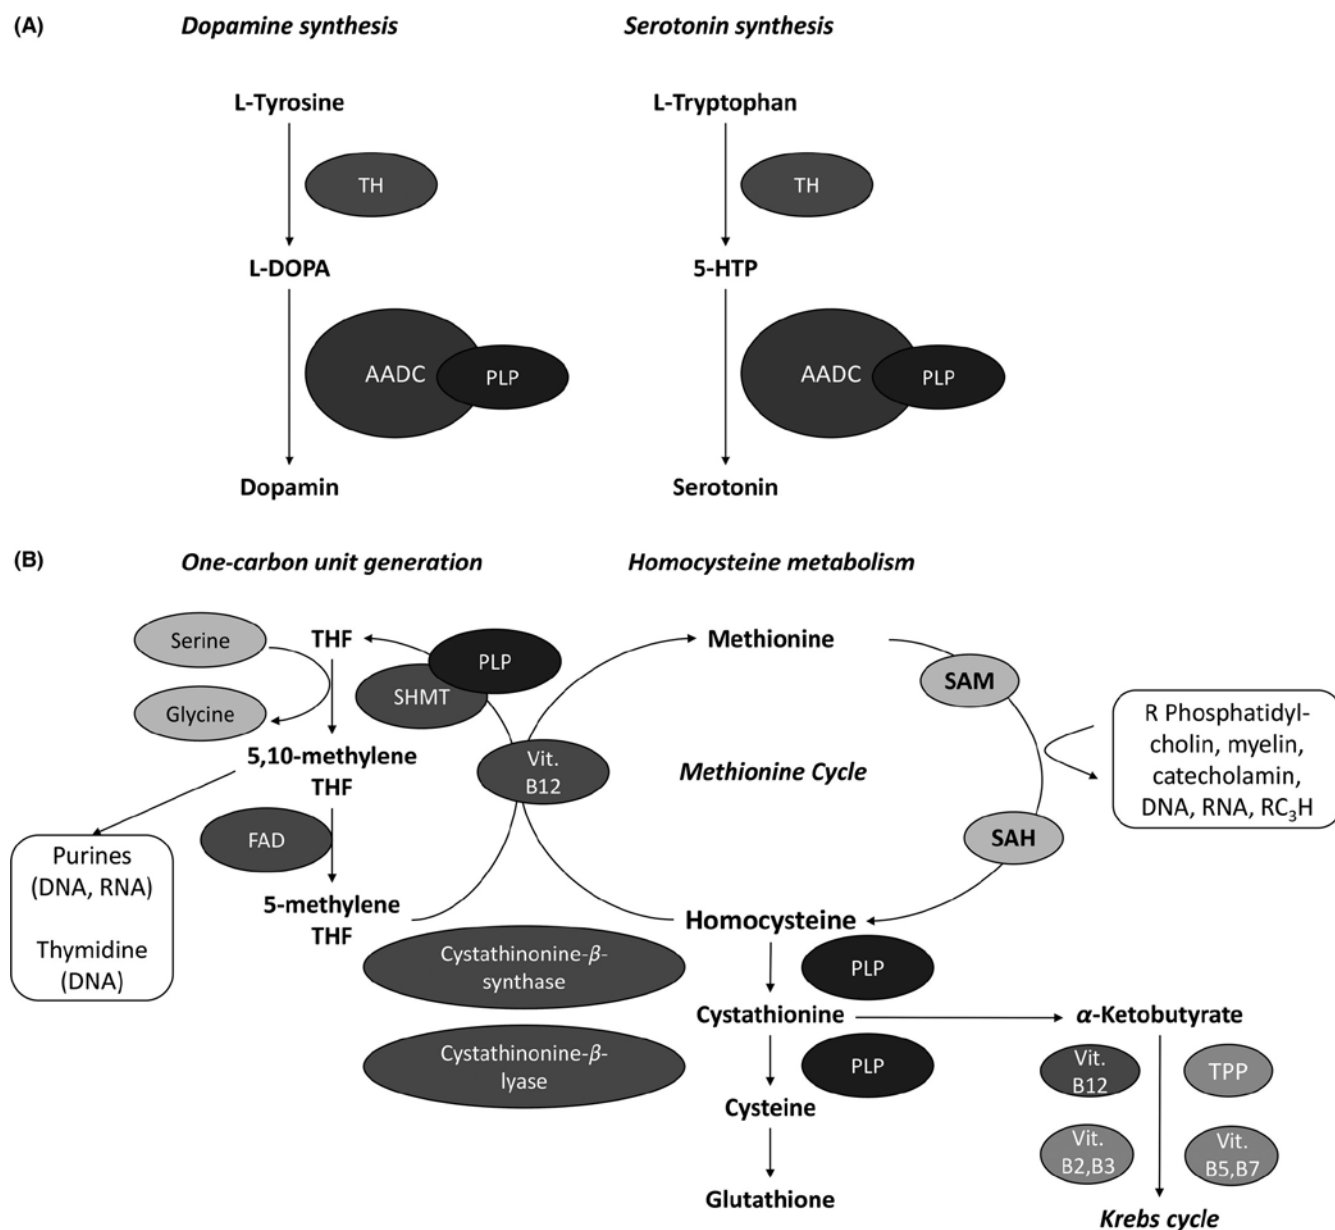 (A)
Dopamine synthesis
Serotonin synthesis
L-Tyrosine
TH
L-DOPA
AADC
PLP
Dopamin
L-Tryptophan
TH
5-HTP
AADC
PLP
Serotonin
(B)
One-carbon unit generation
Homocysteine metabolism
Serine
THF
PLP
SHMT
Glycine
5,10-methylene
THF
Vit.
B12
FAD
Purines
(DNA, RNA)
Thymidine
(DNA)
5-methylene
THF
Methionine
SAM
Methionine Cycle
R Phosphatidyl-
cholin, myelin,
catecholamin,
DNA, RNA, RC₃H
SAH
Homocysteine
Cystathinonine-β-
synthase
PLP
Cystathionine
α-Ketobutyrate
Cystathinonine-β-
lyase
PLP
Cysteine
Glutathione
Vit.
B12
TPP
Vit.
B2,B3
Vit.
B5,B7
Krebs cycle